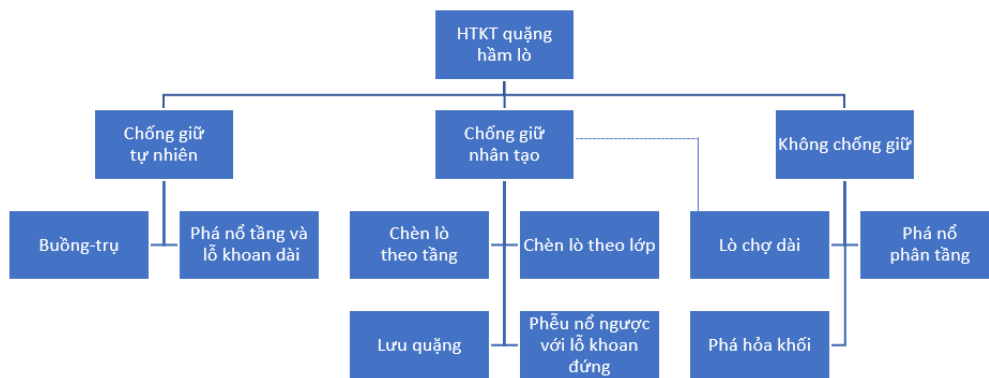 HTKT quặng
hầm lò
Chống giữ
tự nhiên
Chống giữ
nhân tạo
Không chống giữ
Buồng-trụ
Phá nổ tầng và
lỗ khoan dài
Chèn lò
theo tầng
Chèn lò theo lớp
Lò chợ dài
Phá nổ
phân tầng
Lưu quặng
Phễu nổ ngược
với lỗ khoan
đứng
Phá hỏa khối